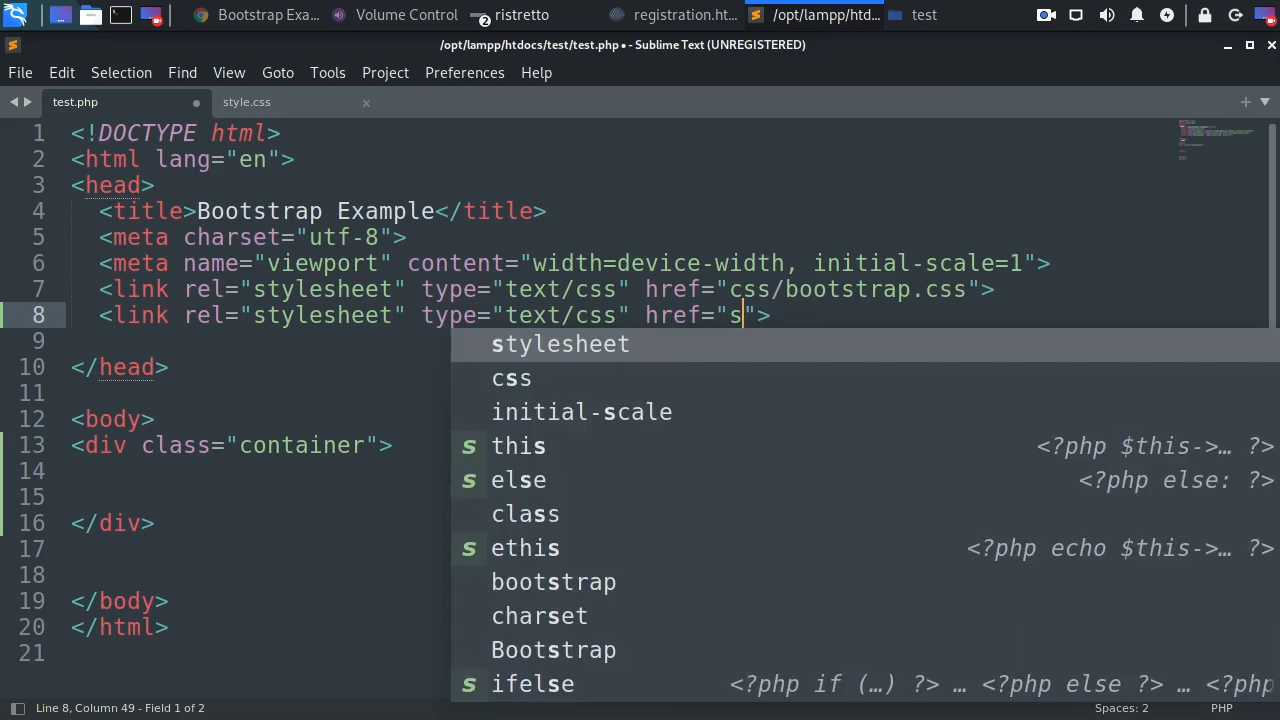 Bootstrap Exa...
Volume Control
2
ristretto
registration.ht...
/opt/lampp/htd...
test
/opt/lampp/htdocs/test/test.php • - Sublime Text (UNREGISTERED)
File Edit Selection Find View Goto Tools Project Preferences Help
test.php
style.css
1 <!DOCTYPE html>
2 <html lang="en">
3 <head>
4 <title>Bootstrap Example</title>
5 <meta charset="utf-8">
6 <meta name="viewport" content="width=device-width, initial-scale=1">
7 <link rel="stylesheet" type="text/css" href="css/bootstrap.css">
8 <link rel="stylesheet" type="text/css" href="s">
9
10 </head>
11
12 <body>
13 <div class="container">
14
15
16 </div>
17
18
19 </body>
20 </html>
21
stylesheet
css
initial-scale
s this <?php $this->… ?>
s else <?php else: ?>
class
s ethis <?php echo $this->… ?>
bootstrap
charset
Bootstrap
s ifelse <?php if (…) ?> … <?php else ?> … <?php
Line 8, Column 49 - Field 1 of 2
Spaces: 2
PHP